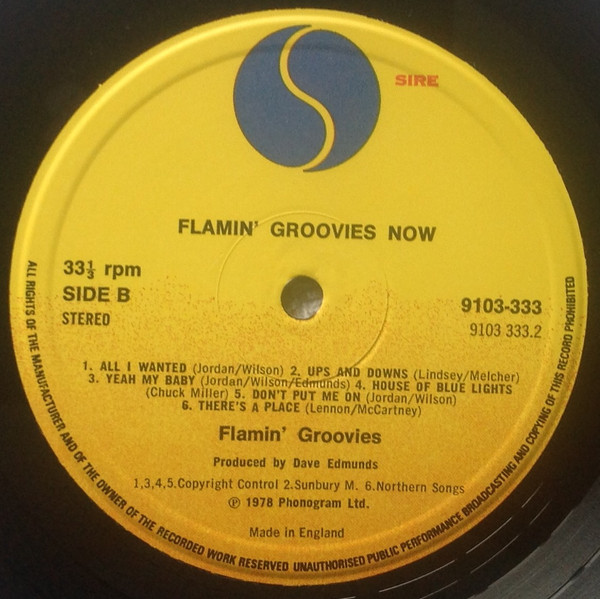 SIRE
FLAMIN' GROOVIES NOW
33⅓ rpm
SIDE B
STEREO
9103-333
9103 333.2
1. ALL I WANTED (Jordan/Wilson) 2. UPS AND DOWNS (Lindsey/Melcher)
3. YEAH MY BABY (Jordan/Wilson/Edmunds) 4. HOUSE OF BLUE LIGHTS
(Chuck Miller) 5. DON'T PUT ME ON (Jordan/Wilson)
6. THERE'S A PLACE (Lennon/McCartney)
Flamin' Groovies
Produced by Dave Edmunds
1,3,4,5.Copyright Control 2.Sunbury M. 6.Northern Songs
℗ 1978 Phonogram Ltd.
Made in England
ALL RIGHTS OF THE MANUFACTURER AND OF THE OWNER OF THE RECORDED WORK RESERVED UNAUTHORISED PUBLIC PERFORMANCE BROADCASTING AND COPYING OF THIS RECORD PROHIBITED